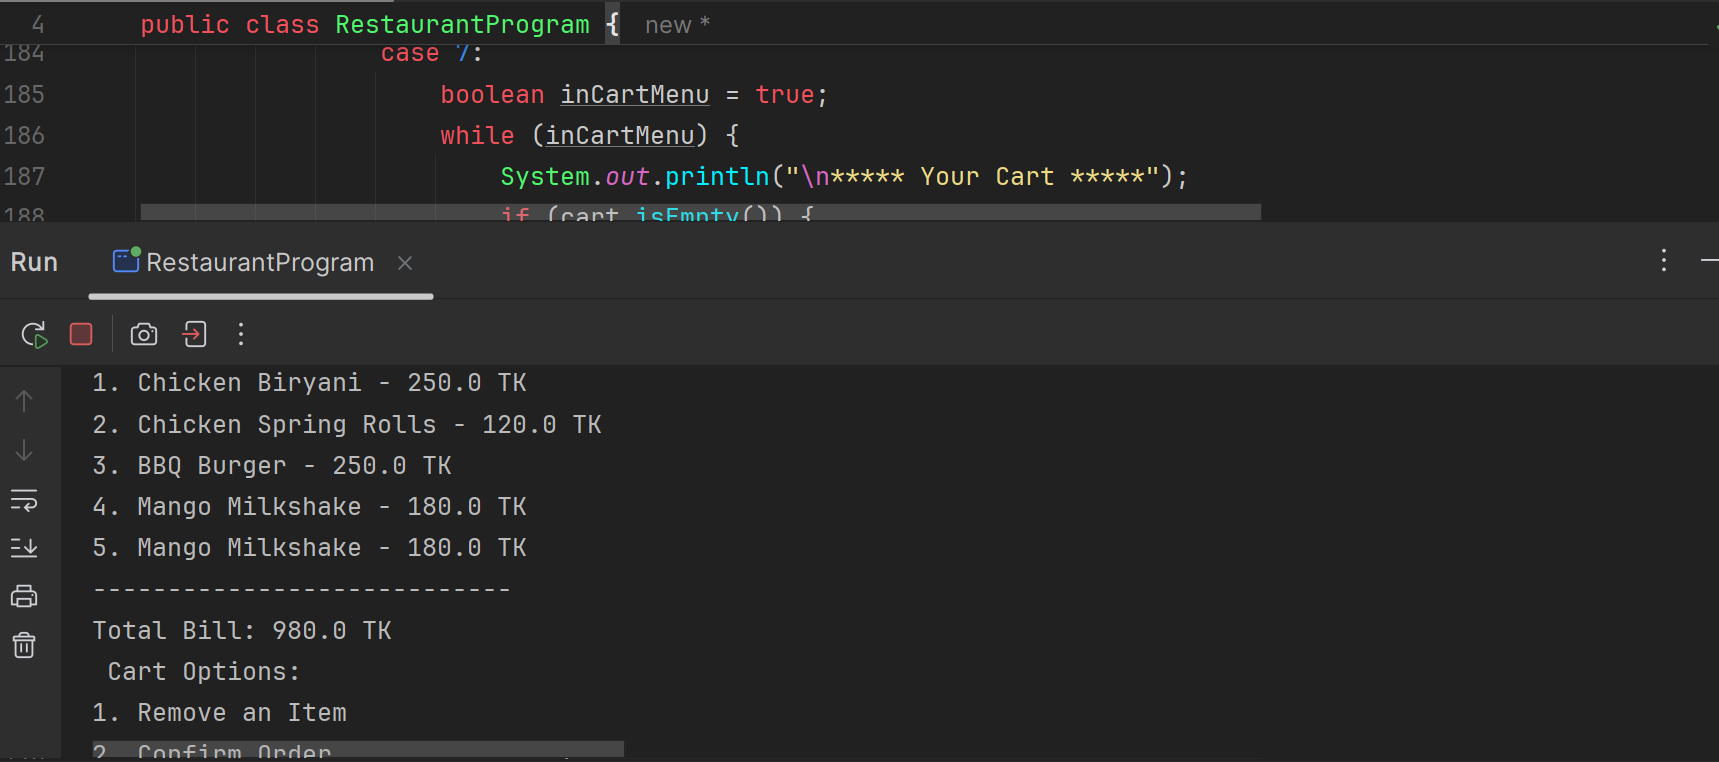 4 public class RestaurantProgram { new *
184 case 7:
185 boolean inCartMenu = true;
186 while (inCartMenu) {
187 System.out.println("\n***** Your Cart *****");
188 if (cart.isEmpty()) {
Run RestaurantProgram
1. Chicken Biryani - 250.0 TK
2. Chicken Spring Rolls - 120.0 TK
3. BBQ Burger - 250.0 TK
4. Mango Milkshake - 180.0 TK
5. Mango Milkshake - 180.0 TK
----------------------------
Total Bill: 980.0 TK
Cart Options:
1. Remove an Item
2. Confirm Order